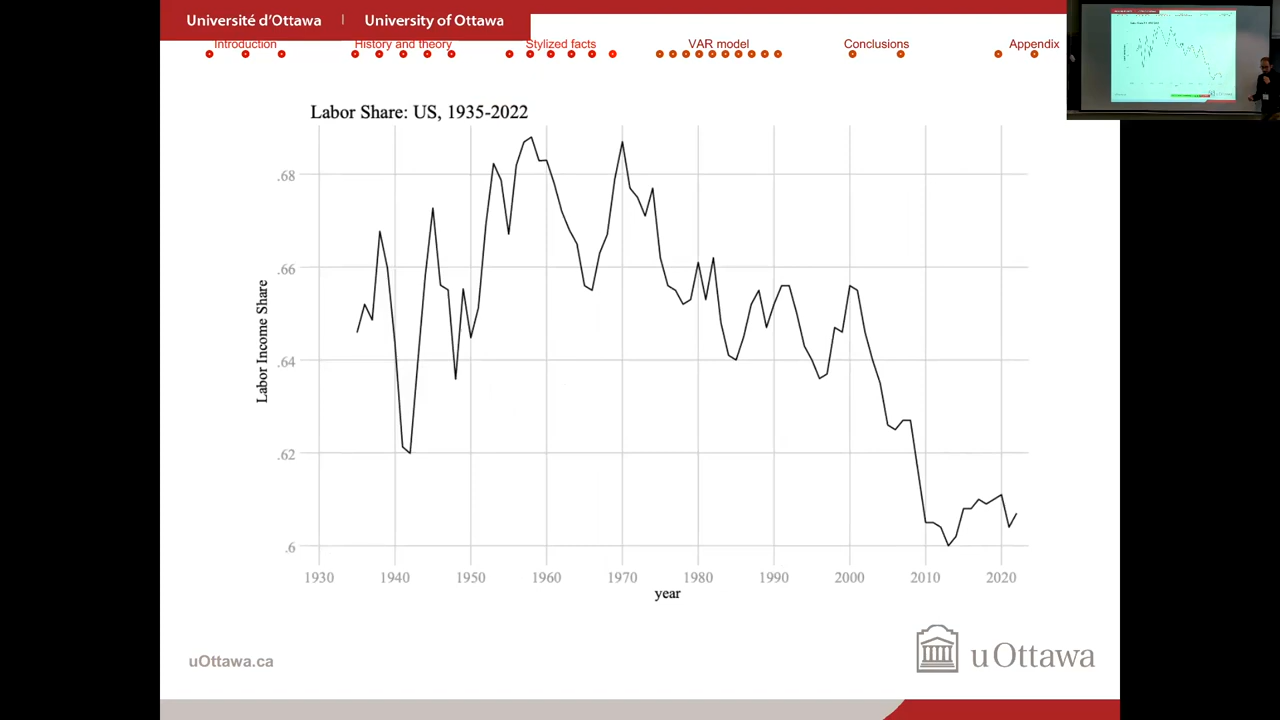 Université d'Ottawa | University of Ottawa
Introduction History and theory Stylized facts VAR model Conclusions Appendix
Labor Share: US, 1935-2022
Labor Income Share
.68
.66
.64
.62
.6
1930 1940 1950 1960 1970 1980 1990 2000 2010 2020
year
uOttawa.ca
uOttawa